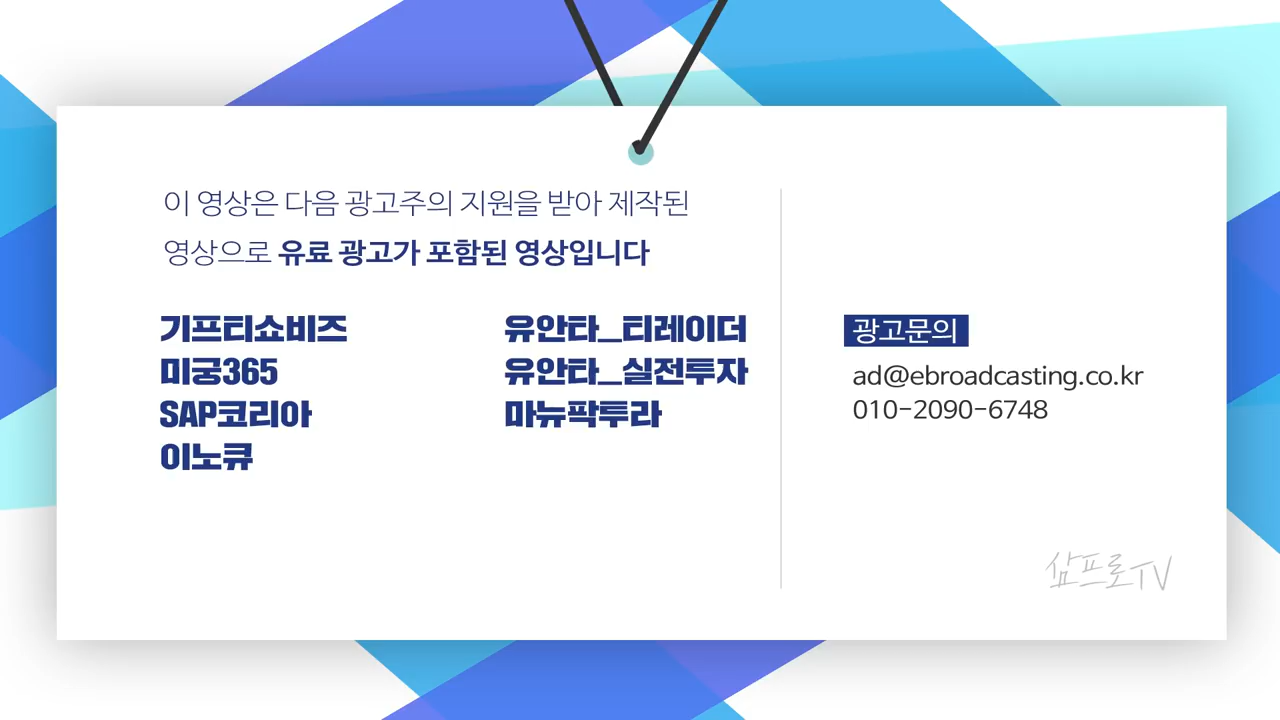 이 영상은 다음 광고주의 지원을 받아 제작된
영상으로 유료 광고가 포함된 영상입니다
기프티쇼비즈
미궁365
SAP코리아
이노큐
유안타_티레이더
유안타_실전투자
마뉴팍투라
광고문의
ad@ebroadcasting.co.kr
010-2090-6748
삼프로TV